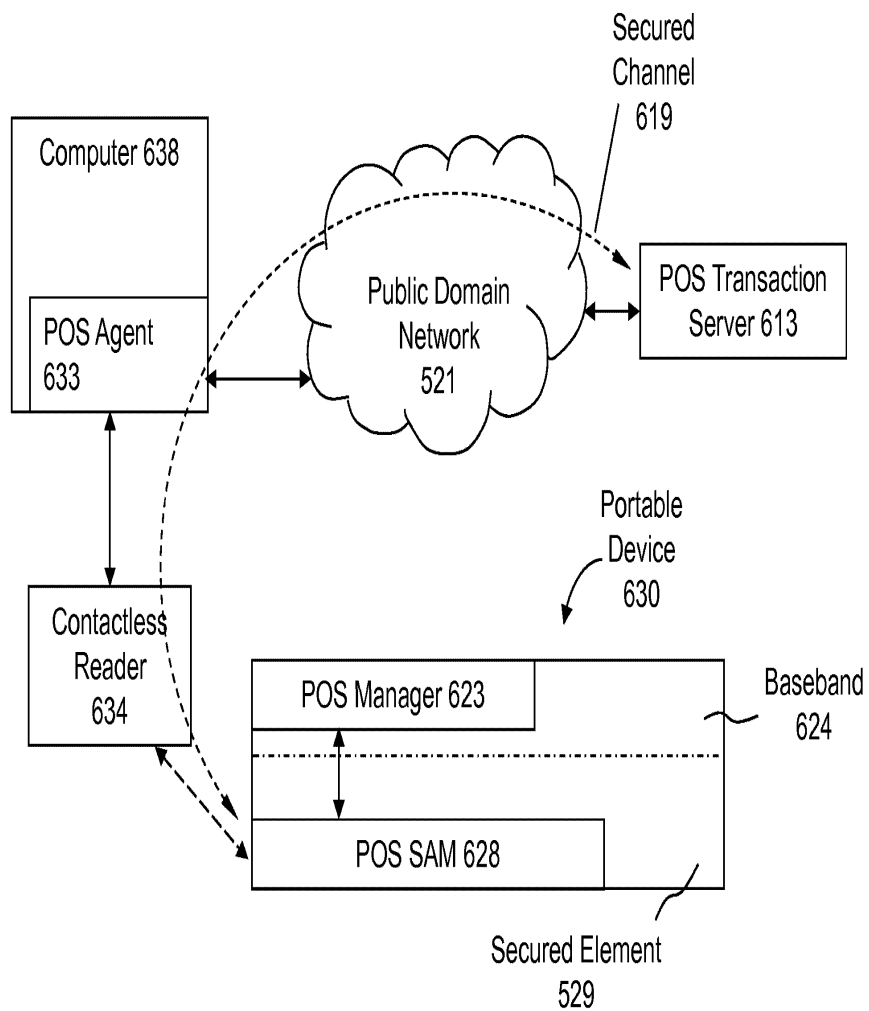 Secured
Channel
619
Computer 638
POS Agent
633
Public Domain
Network
521
POS Transaction
Server 613
Portable
Device
630
Contactless
Reader
634
POS Manager 623
Baseband
624
POS SAM 628
Secured Element
529